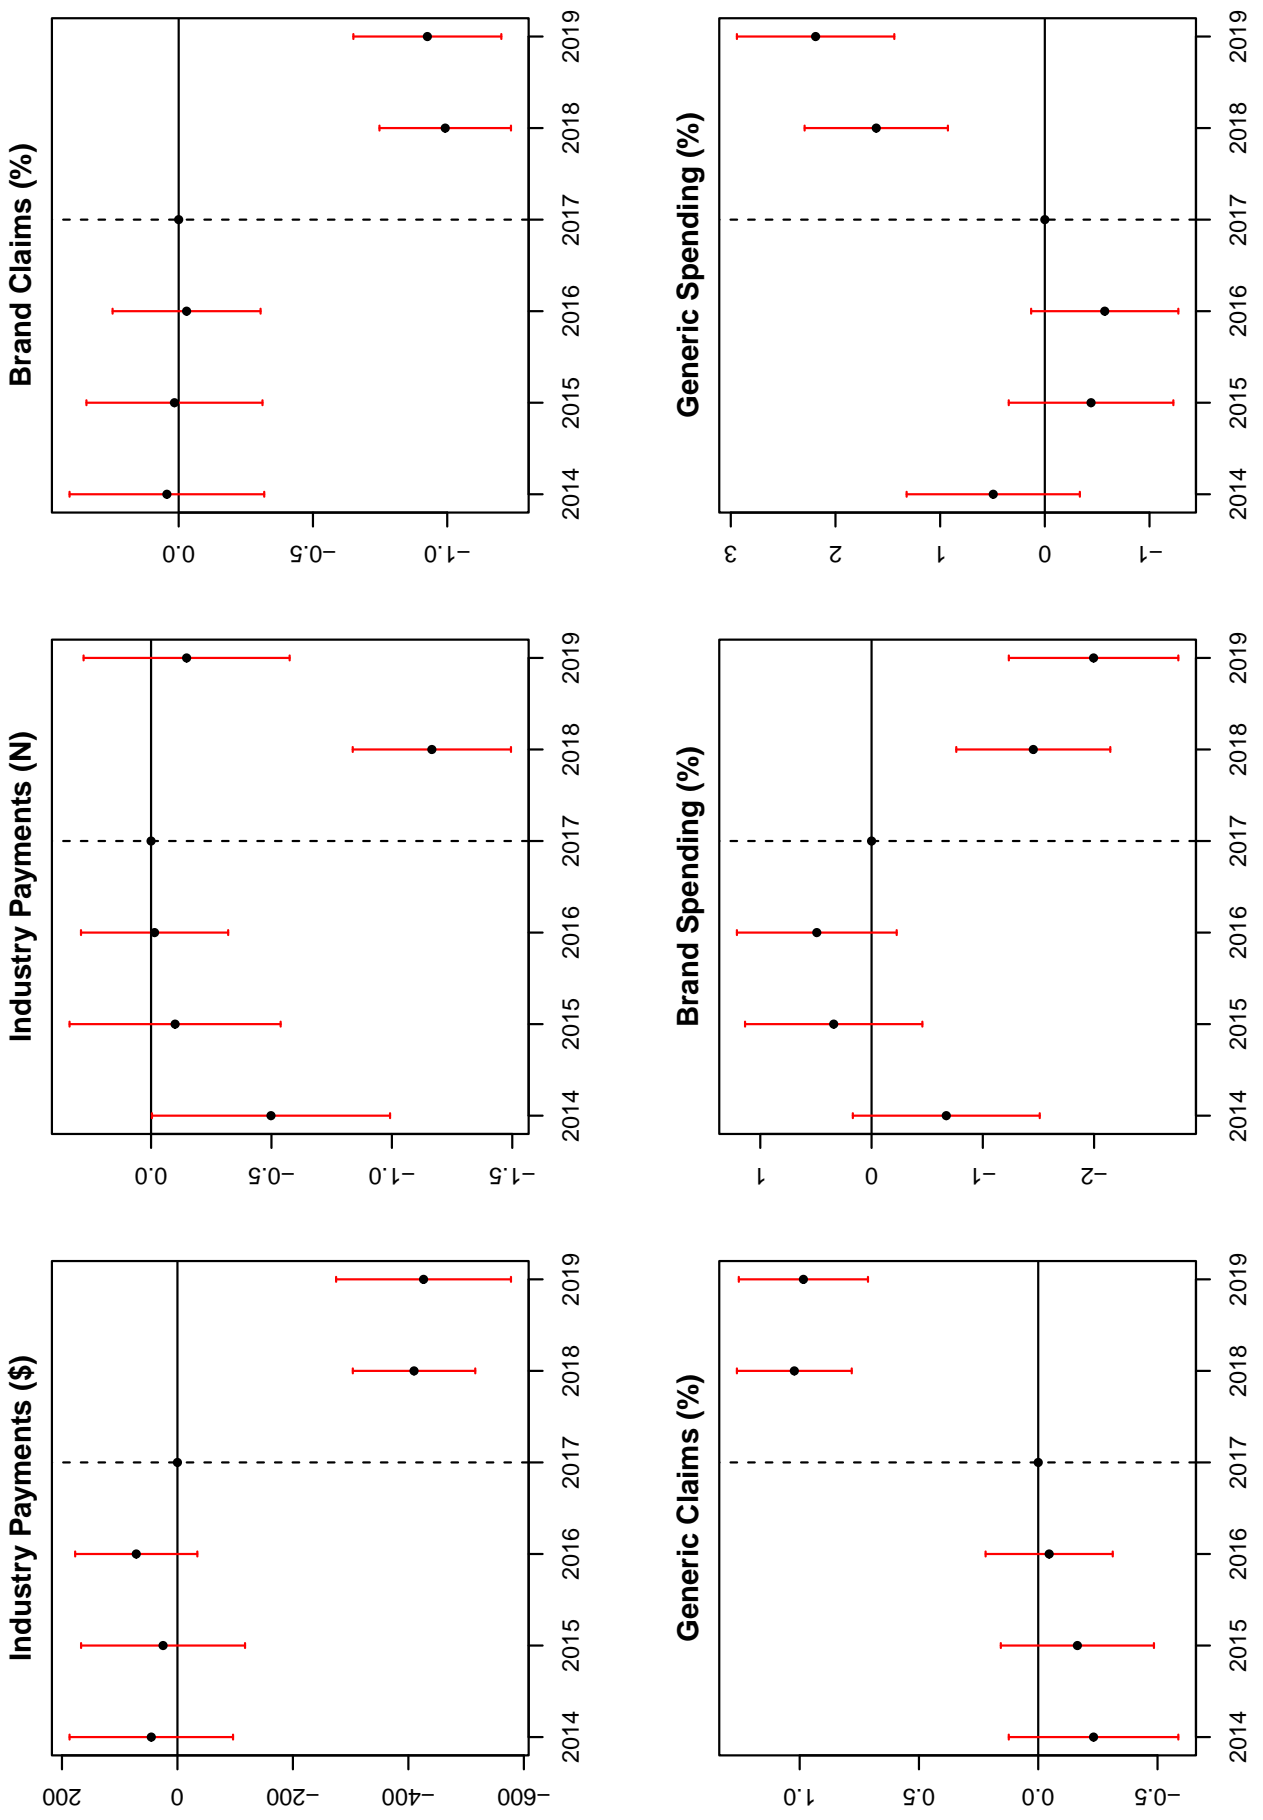 Industry Payments ($)
200
0
−200
−400
−600
2014 2015 2016 2017 2018 2019
Industry Payments (N)
0.0
−0.5
−1.0
−1.5
2014 2015 2016 2017 2018 2019
Brand Claims (%)
0.0
−0.5
−1.0
2014 2015 2016 2017 2018 2019
Generic Claims (%)
1.0
0.5
0.0
−0.5
2014 2015 2016 2017 2018 2019
Brand Spending (%)
1
0
−1
−2
2014 2015 2016 2017 2018 2019
Generic Spending (%)
3
2
1
0
−1
2014 2015 2016 2017 2018 2019